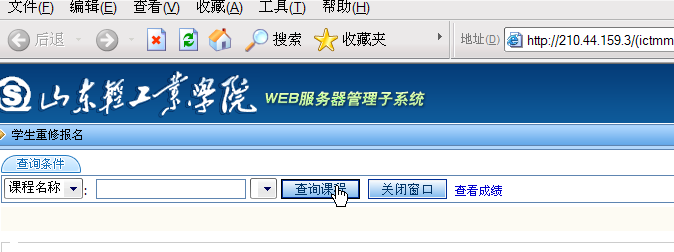 文件(F) 编辑(E) 查看(V) 收藏(A) 工具(T) 帮助(H)
后退 搜索 收藏夹 地址(D) http://210.44.159.3/(ictmm
山东轻工业学院 WEB服务器管理子系统
学生重修报名
查询条件
课程名称 : 查询课程 关闭窗口 查看成绩